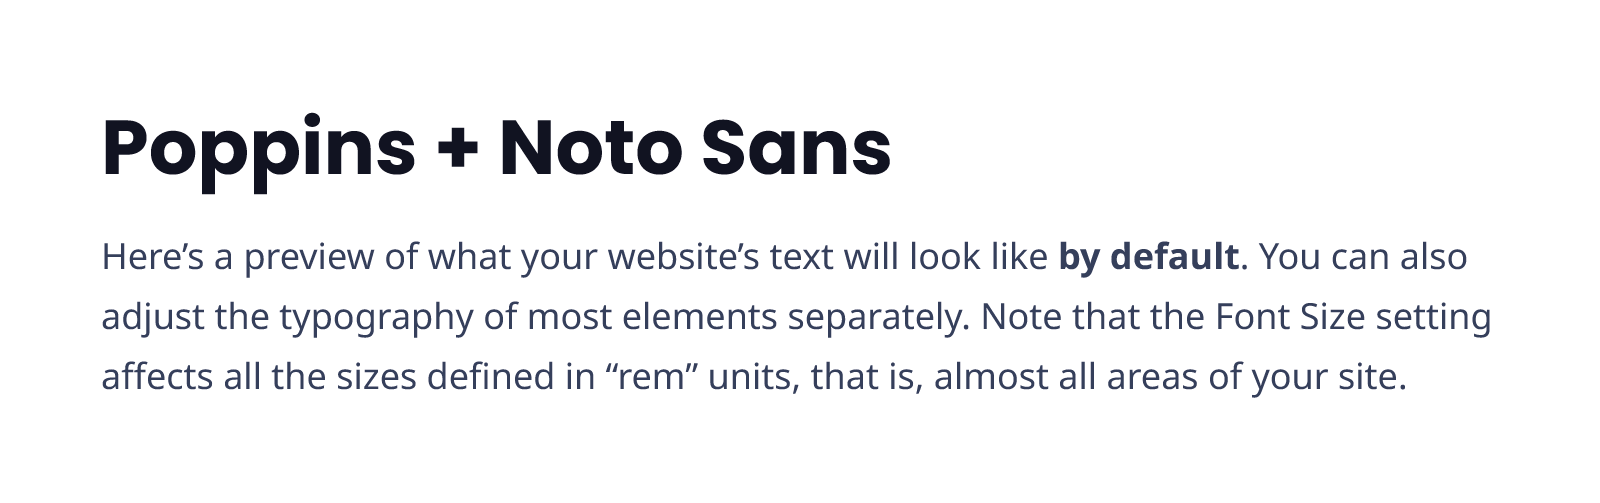 Poppins + Noto Sans
Here’s a preview of what your website’s text will look like by default. You can also
adjust the typography of most elements separately. Note that the Font Size setting
affects all the sizes defined in “rem” units, that is, almost all areas of your site.